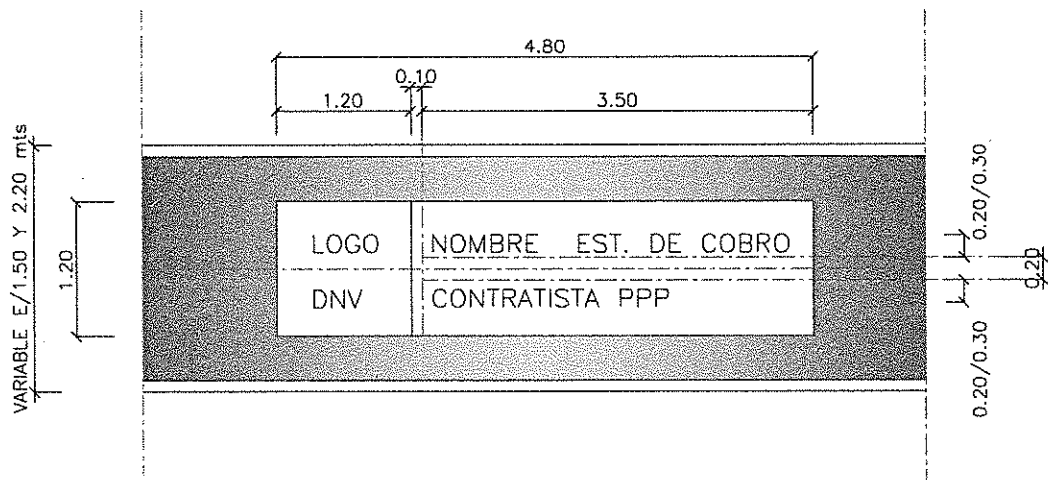 4.80
0.10
1.20
3.50
VARIABLE E/1.50 Y 2.20 mts
1.20
LOGO
NOMBRE EST. DE COBRO
DNV
CONTRATISTA PPP
0.20/0.30
0.20
0.20/0.30